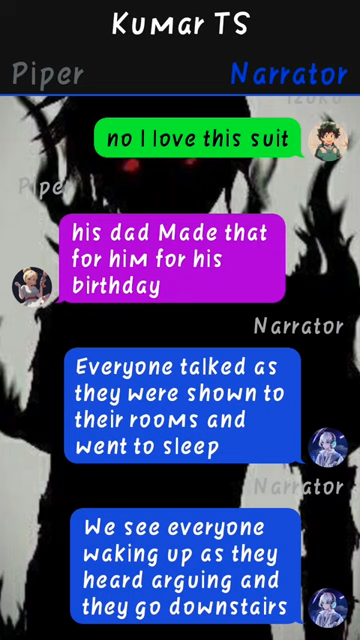 Kumar TS
Piper
Narrator
no I love this suit
Pipe
his dad Made that
for him for his
birthday
Narrator
Everyone talked as
they were shown to
their rooms and
went to sleep
Narrator
We see everyone
waking up as they
heard arguing and
they go downstairs